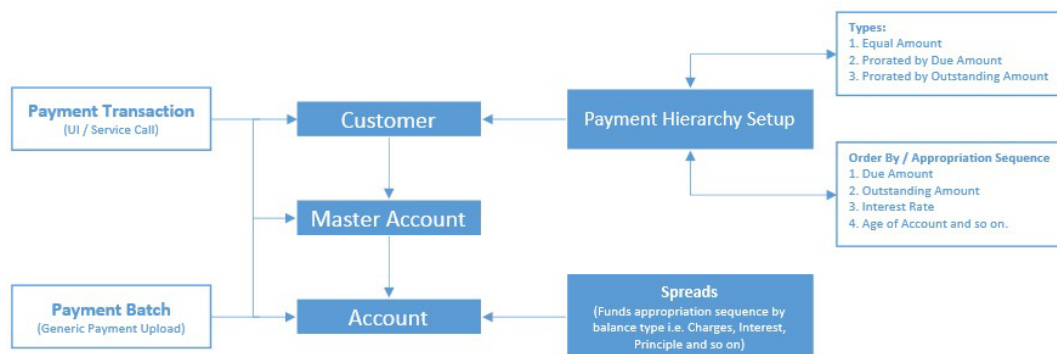 Payment Transaction
(UI / Service Call)
Payment Batch
(Generic Payment Upload)
Customer
Master Account
Account
Payment Hierarchy Setup
Spreads
(Funds appropriation sequence by
balance type i.e. Charges, Interest,
Principle and so on)
Types:
1. Equal Amount
2. Prorated by Due Amount
3. Prorated by Outstanding Amount
Order By / Appropriation Sequence
1. Due Amount
2. Outstanding Amount
3. Interest Rate
4. Age of Account and so on.